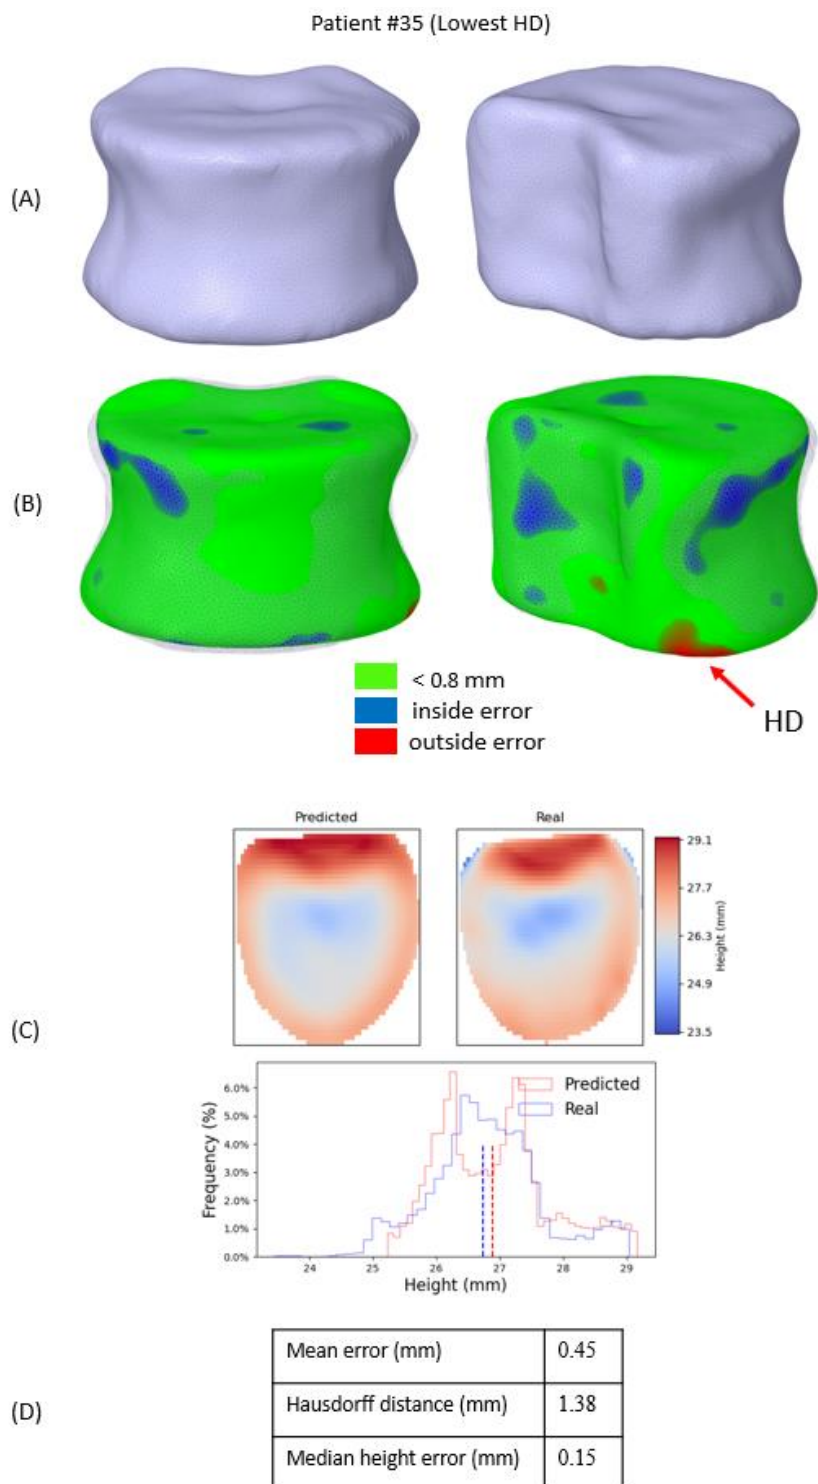 Patient #35 (Lowest HD)
(A)
(B)
< 0.8 mm
inside error
outside error
HD
Predicted
Real
29.1
27.7
26.3
24.9
23.5
Height (mm)
(C)
6.0%
5.0%
4.0%
3.0%
2.0%
1.0%
0.0%
Frequency (%)
Predicted
Real
24
25
26
27
28
29
Height (mm)
(D)
Mean error (mm)
0.45
Hausdorff distance (mm)
1.38
Median height error (mm)
0.15